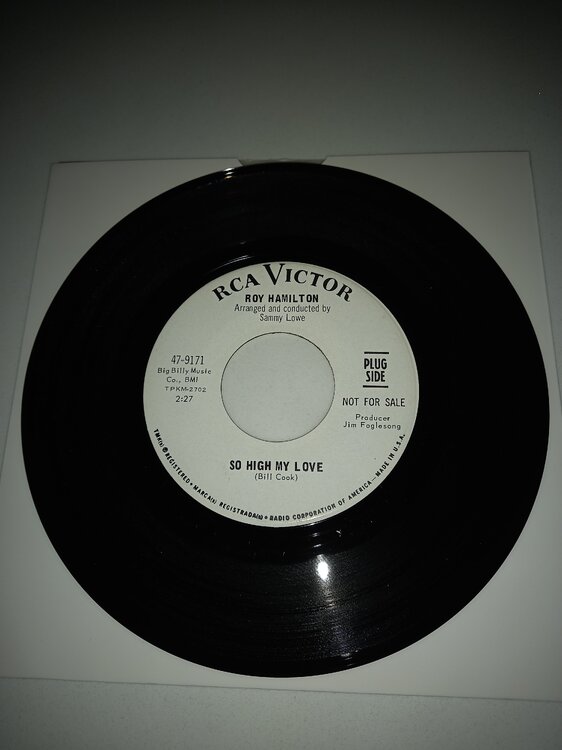 RCA VICTOR
ROY HAMILTON
Arranged and conducted by
Sammy Lowe
47-9171
Big Billy Music
Co., BMI
TPKM-2702
2:27
PLUG
SIDE
NOT FOR SALE
Producer
Jim Foglesong
SO HIGH MY LOVE
(Bill Cook)
TMK(s) ® REGISTERED • MARCA(s) REGISTRADA(s) • RADIO CORPORATION OF AMERICA—MADE IN U.S.A.